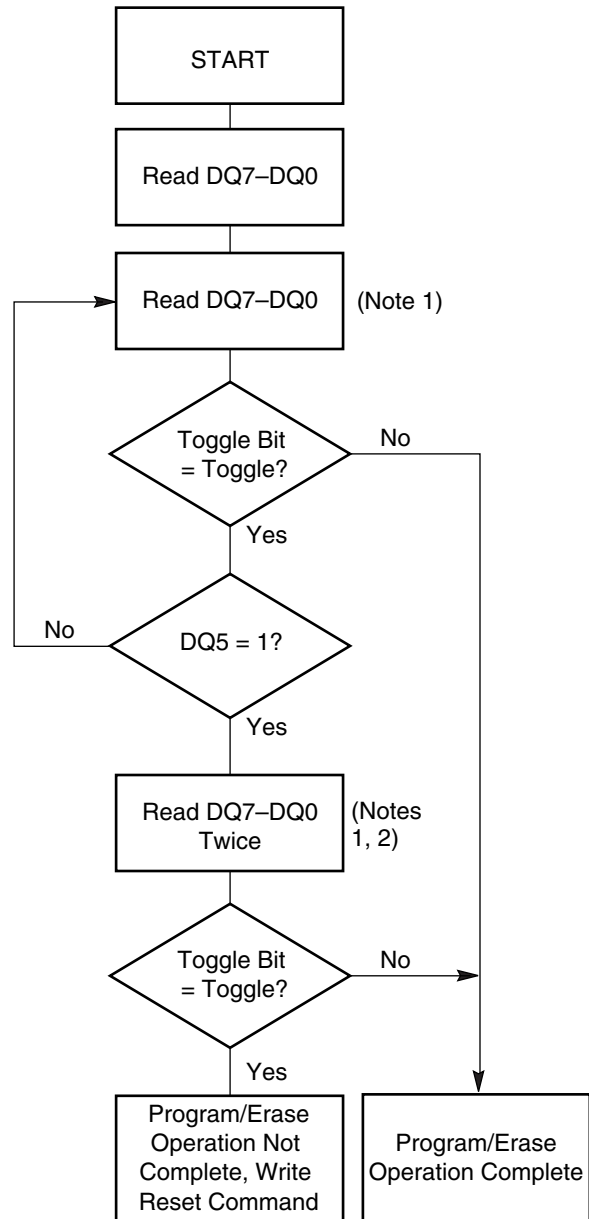 START
Read DQ7–DQ0
Read DQ7–DQ0
(Note 1)
Toggle Bit
= Toggle?
No
Yes
No
DQ5 = 1?
Yes
Read DQ7–DQ0
Twice
(Notes
1, 2)
Toggle Bit
= Toggle?
No
Yes
Program/Erase
Operation Not
Complete, Write
Reset Command
Program/Erase
Operation Complete